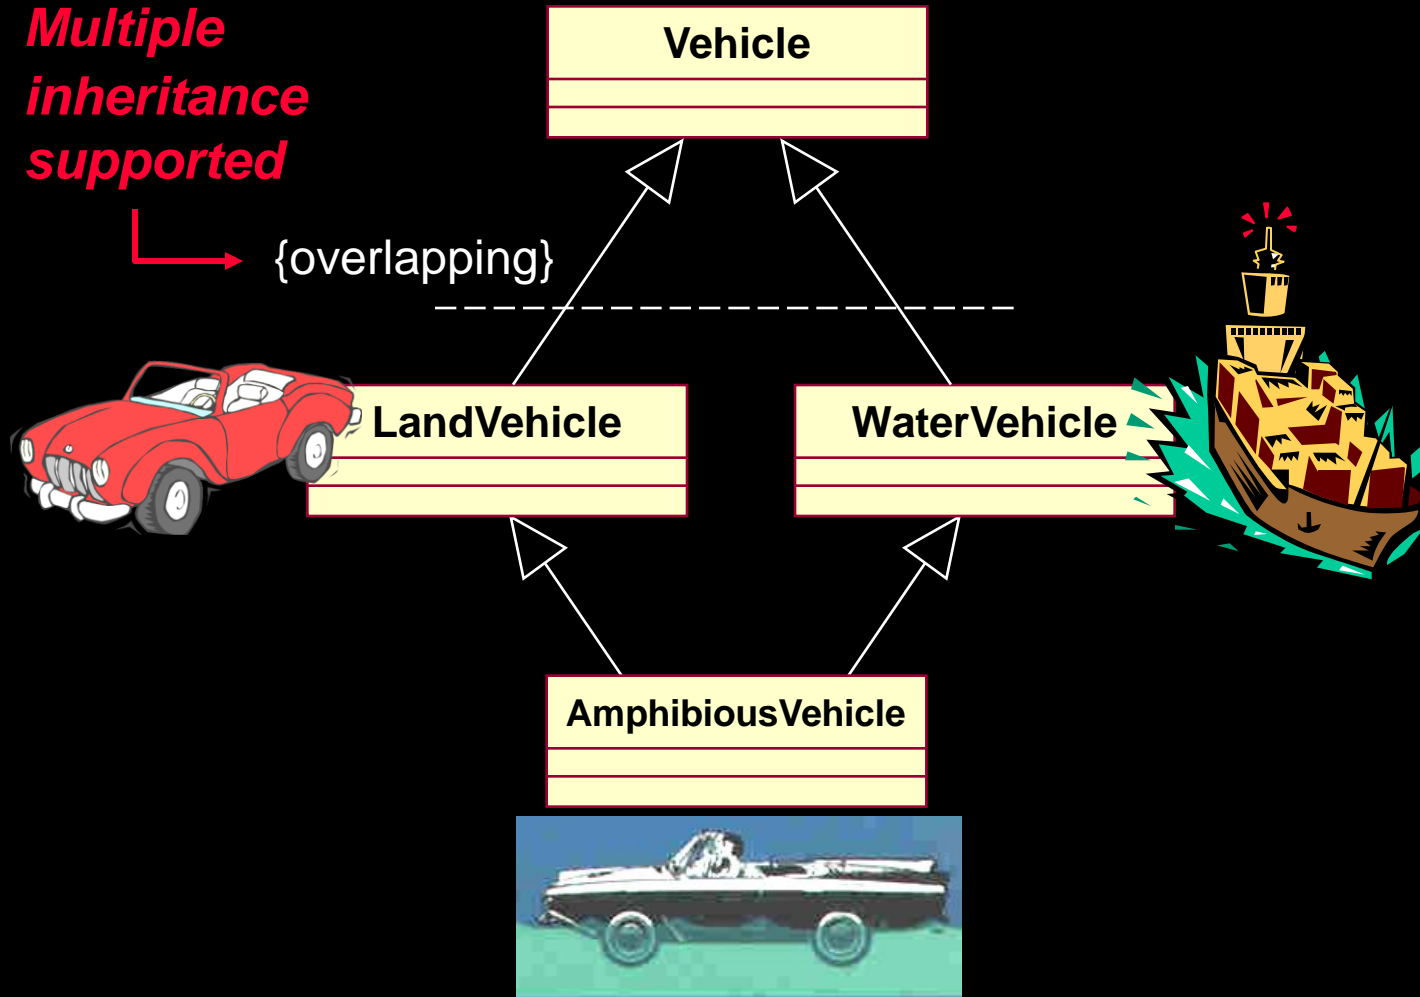 Multiple
inheritance
supported
Vehicle
{overlapping}
LandVehicle
WaterVehicle
AmphibiousVehicle